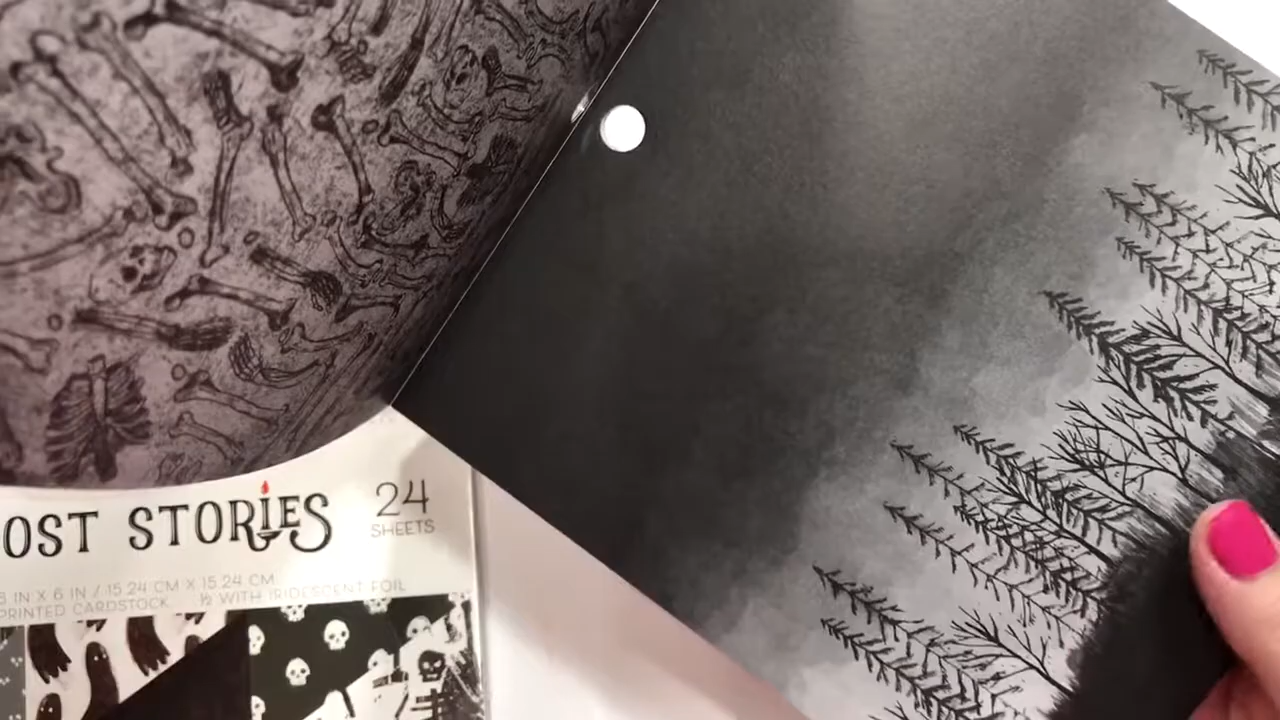 OST STORIES
24
SHEETS
6 IN X 6 IN / 15.24 CM X 15.24 CM
PRINTED CARDSTOCK ½ WITH IRIDESCENT FOIL